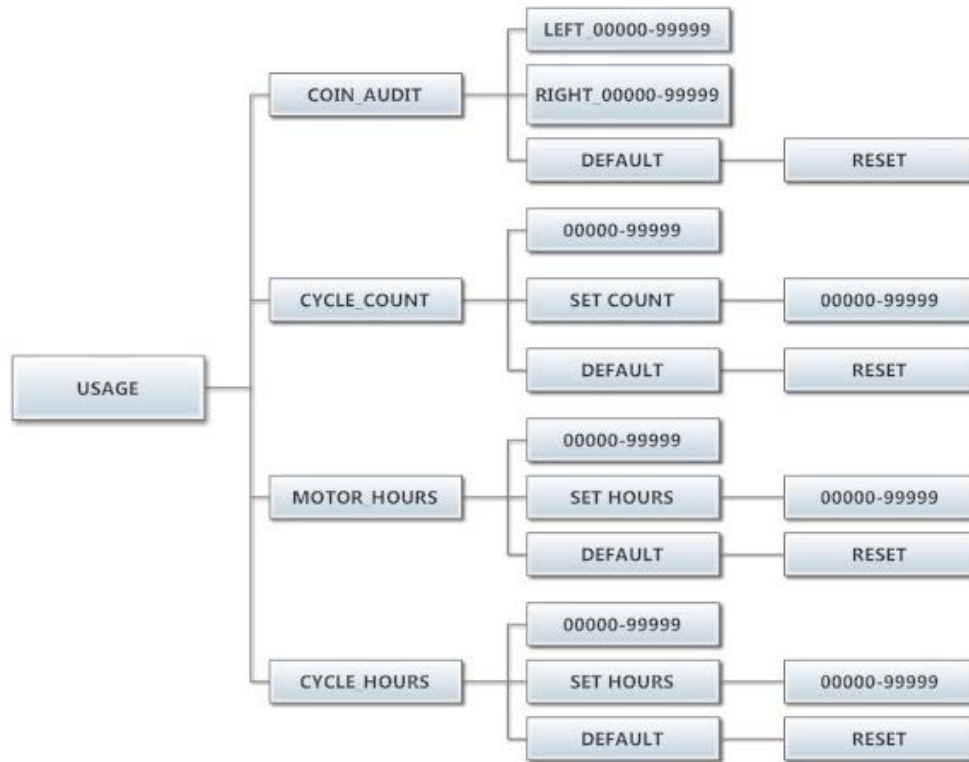 LEFT_00000-99999
COIN_AUDIT
RIGHT_00000-99999
DEFAULT
RESET
00000-99999
CYCLE_COUNT
SET COUNT
00000-99999
DEFAULT
RESET
USAGE
00000-99999
MOTOR_HOURS
SET HOURS
00000-99999
DEFAULT
RESET
00000-99999
CYCLE_HOURS
SET HOURS
00000-99999
DEFAULT
RESET